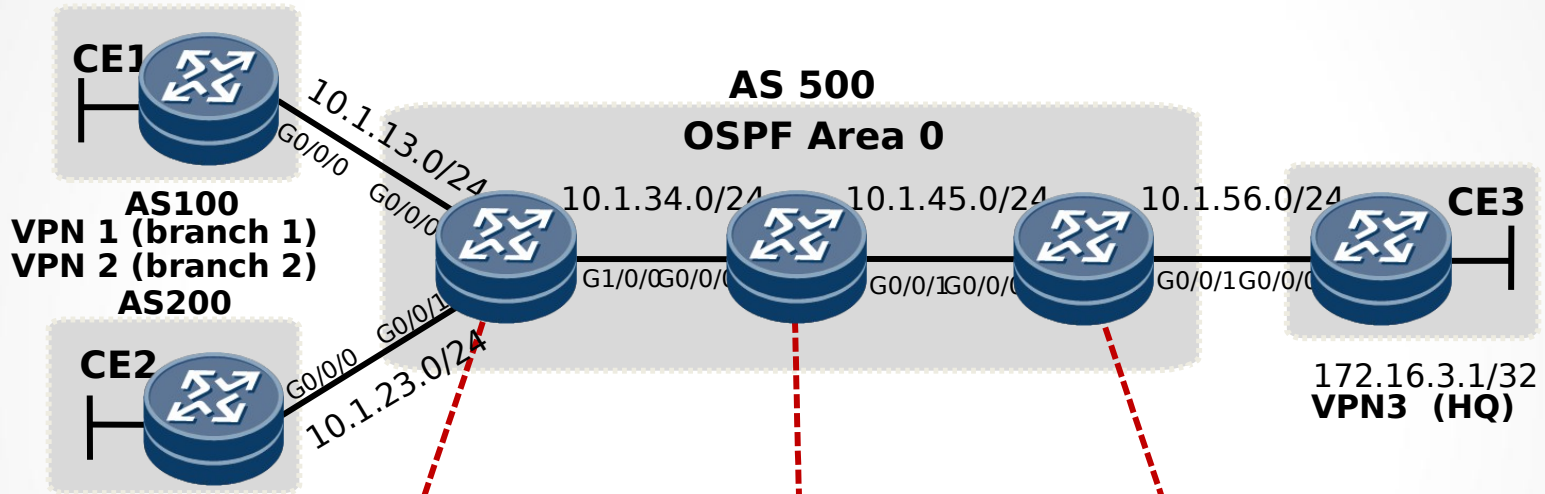 CE1
10.1.13.0/24
G0/0/0
G0/0/0
AS100
VPN 1 (branch 1)
VPN 2 (branch 2)
AS200
CE2
G0/0/0
G0/0/1
10.1.23.0/24
AS 500
OSPF Area 0
10.1.34.0/24
10.1.45.0/24
10.1.56.0/24
CE3
G1/0/0
G0/0/0
G0/0/1
G0/0/0
G0/0/1
G0/0/0
172.16.3.1/32
VPN3 (HQ)